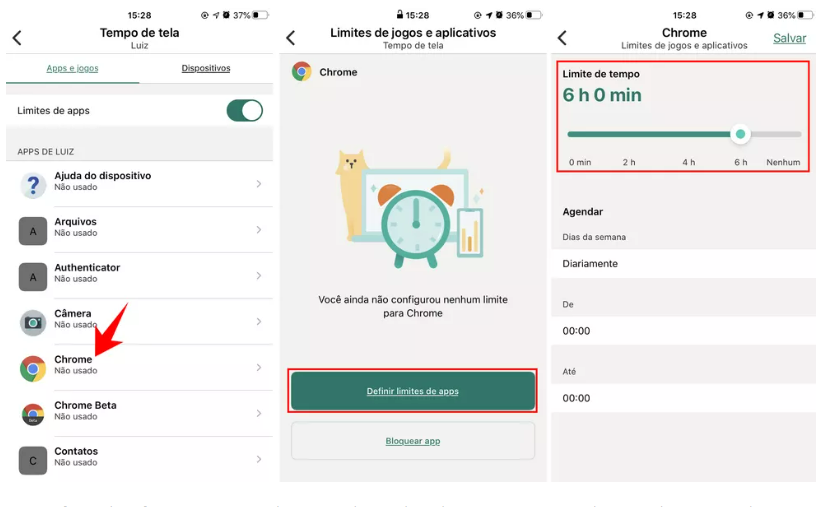 15:28
37%
Tempo de tela
Luiz
Apps e jogos
Dispositivos
Limites de apps
APPS DE LUIZ
?
Ajuda do dispositivo
Não usado
A
Arquivos
Não usado
A
Authenticator
Não usado
Câmera
Não usado
Chrome
Não usado
Beta
Chrome Beta
Não usado
C
Contatos
Não usado
15:28
36%
Limites de jogos e aplicativos
Tempo de tela
Chrome
Você ainda não configurou nenhum limite
para Chrome
Definir limites de apps
Bloquear app
15:28
36%
Chrome
Limites de jogos e aplicativos
Salvar
Limite de tempo
6 h 0 min
0 min 2 h 4 h 6 h Nenhum
Agendar
Dias da semana
Diariamente
De
00:00
Até
00:00